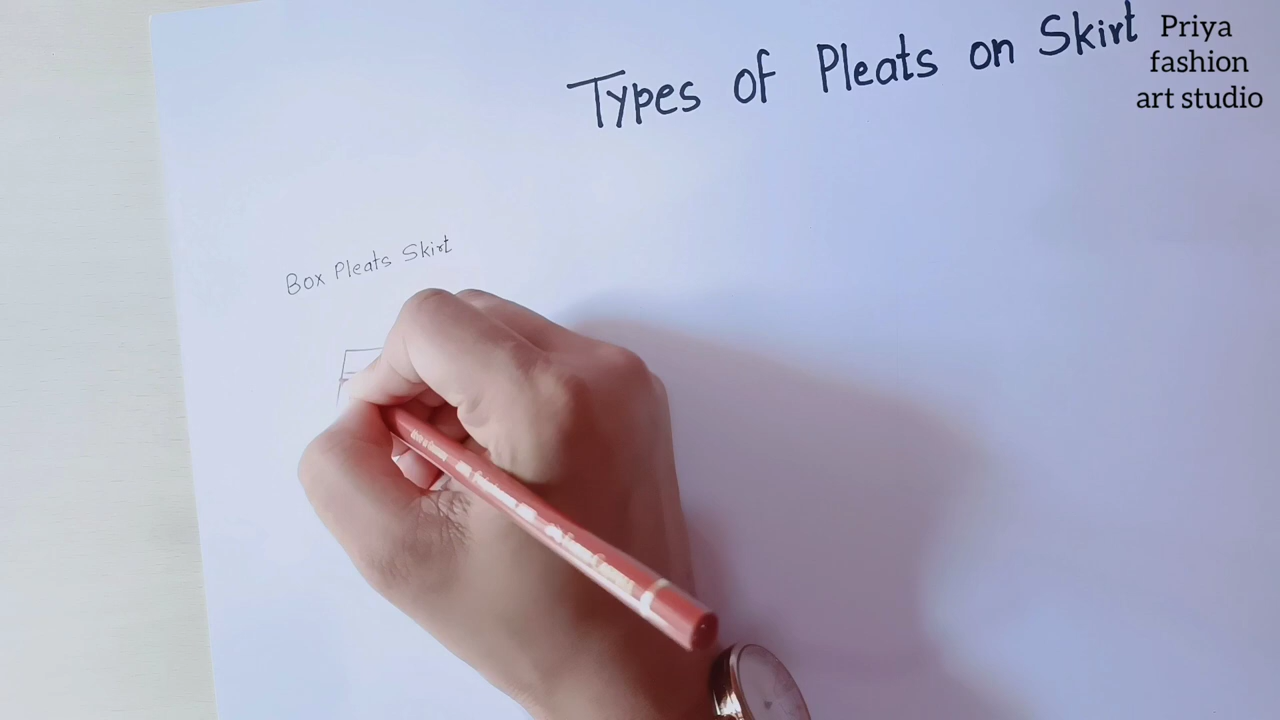 Types of Pleats on Skirt
Priya
fashion
art studio
Box Pleats Skirt